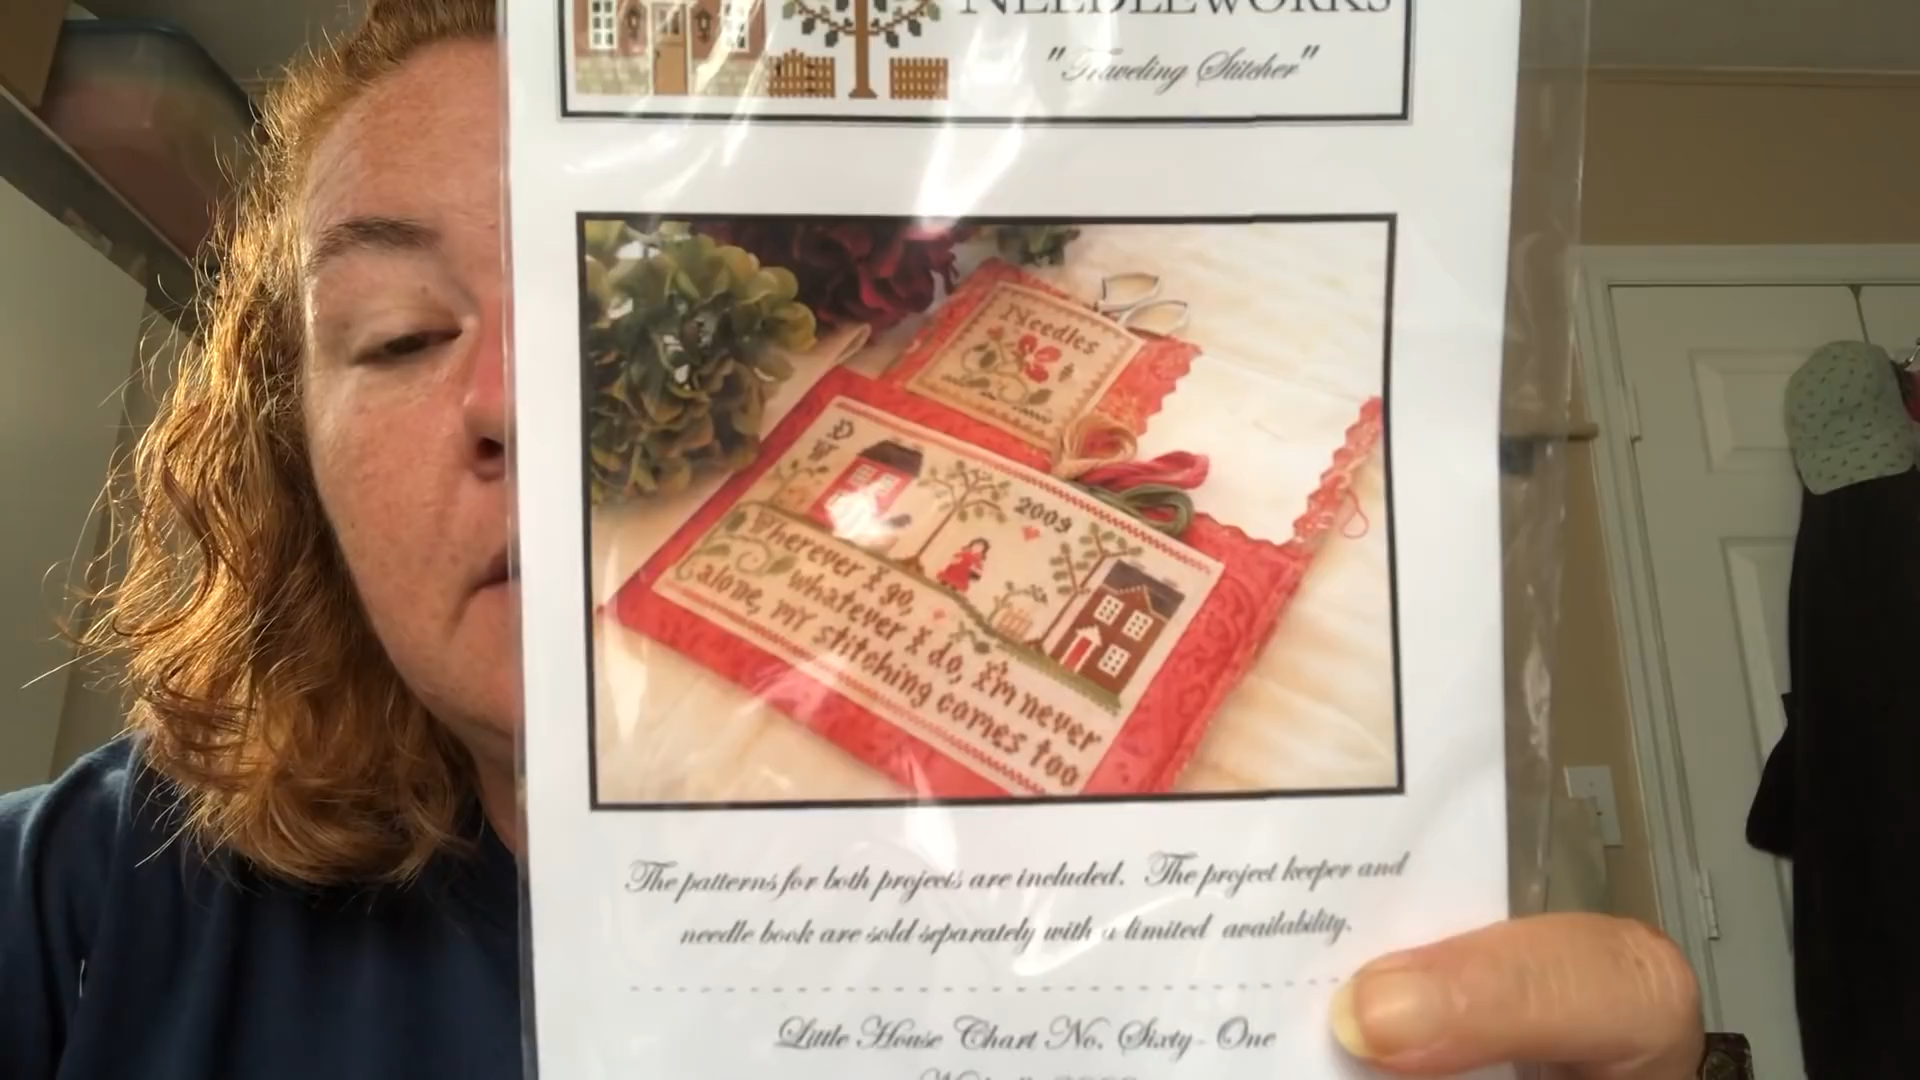 NEEDLEWORKS
"Traveling Stitcher"
Needles
2009
Wherever I go,
whatever I do, I'm never
alone, my stitching comes too
The patterns for both projects are included. The project keeper and
needle book are sold separately with a limited availability.
Little House Chart No. Sixty-One